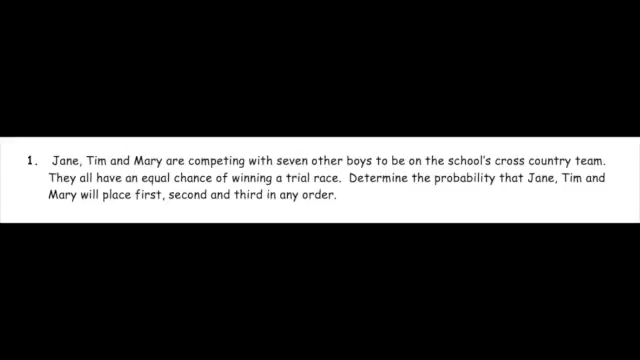 1. Jane, Tim and Mary are competing with seven other boys to be on the school's cross country team.
They all have an equal chance of winning a trial race. Determine the probability that Jane, Tim and
Mary will place first, second and third in any order.